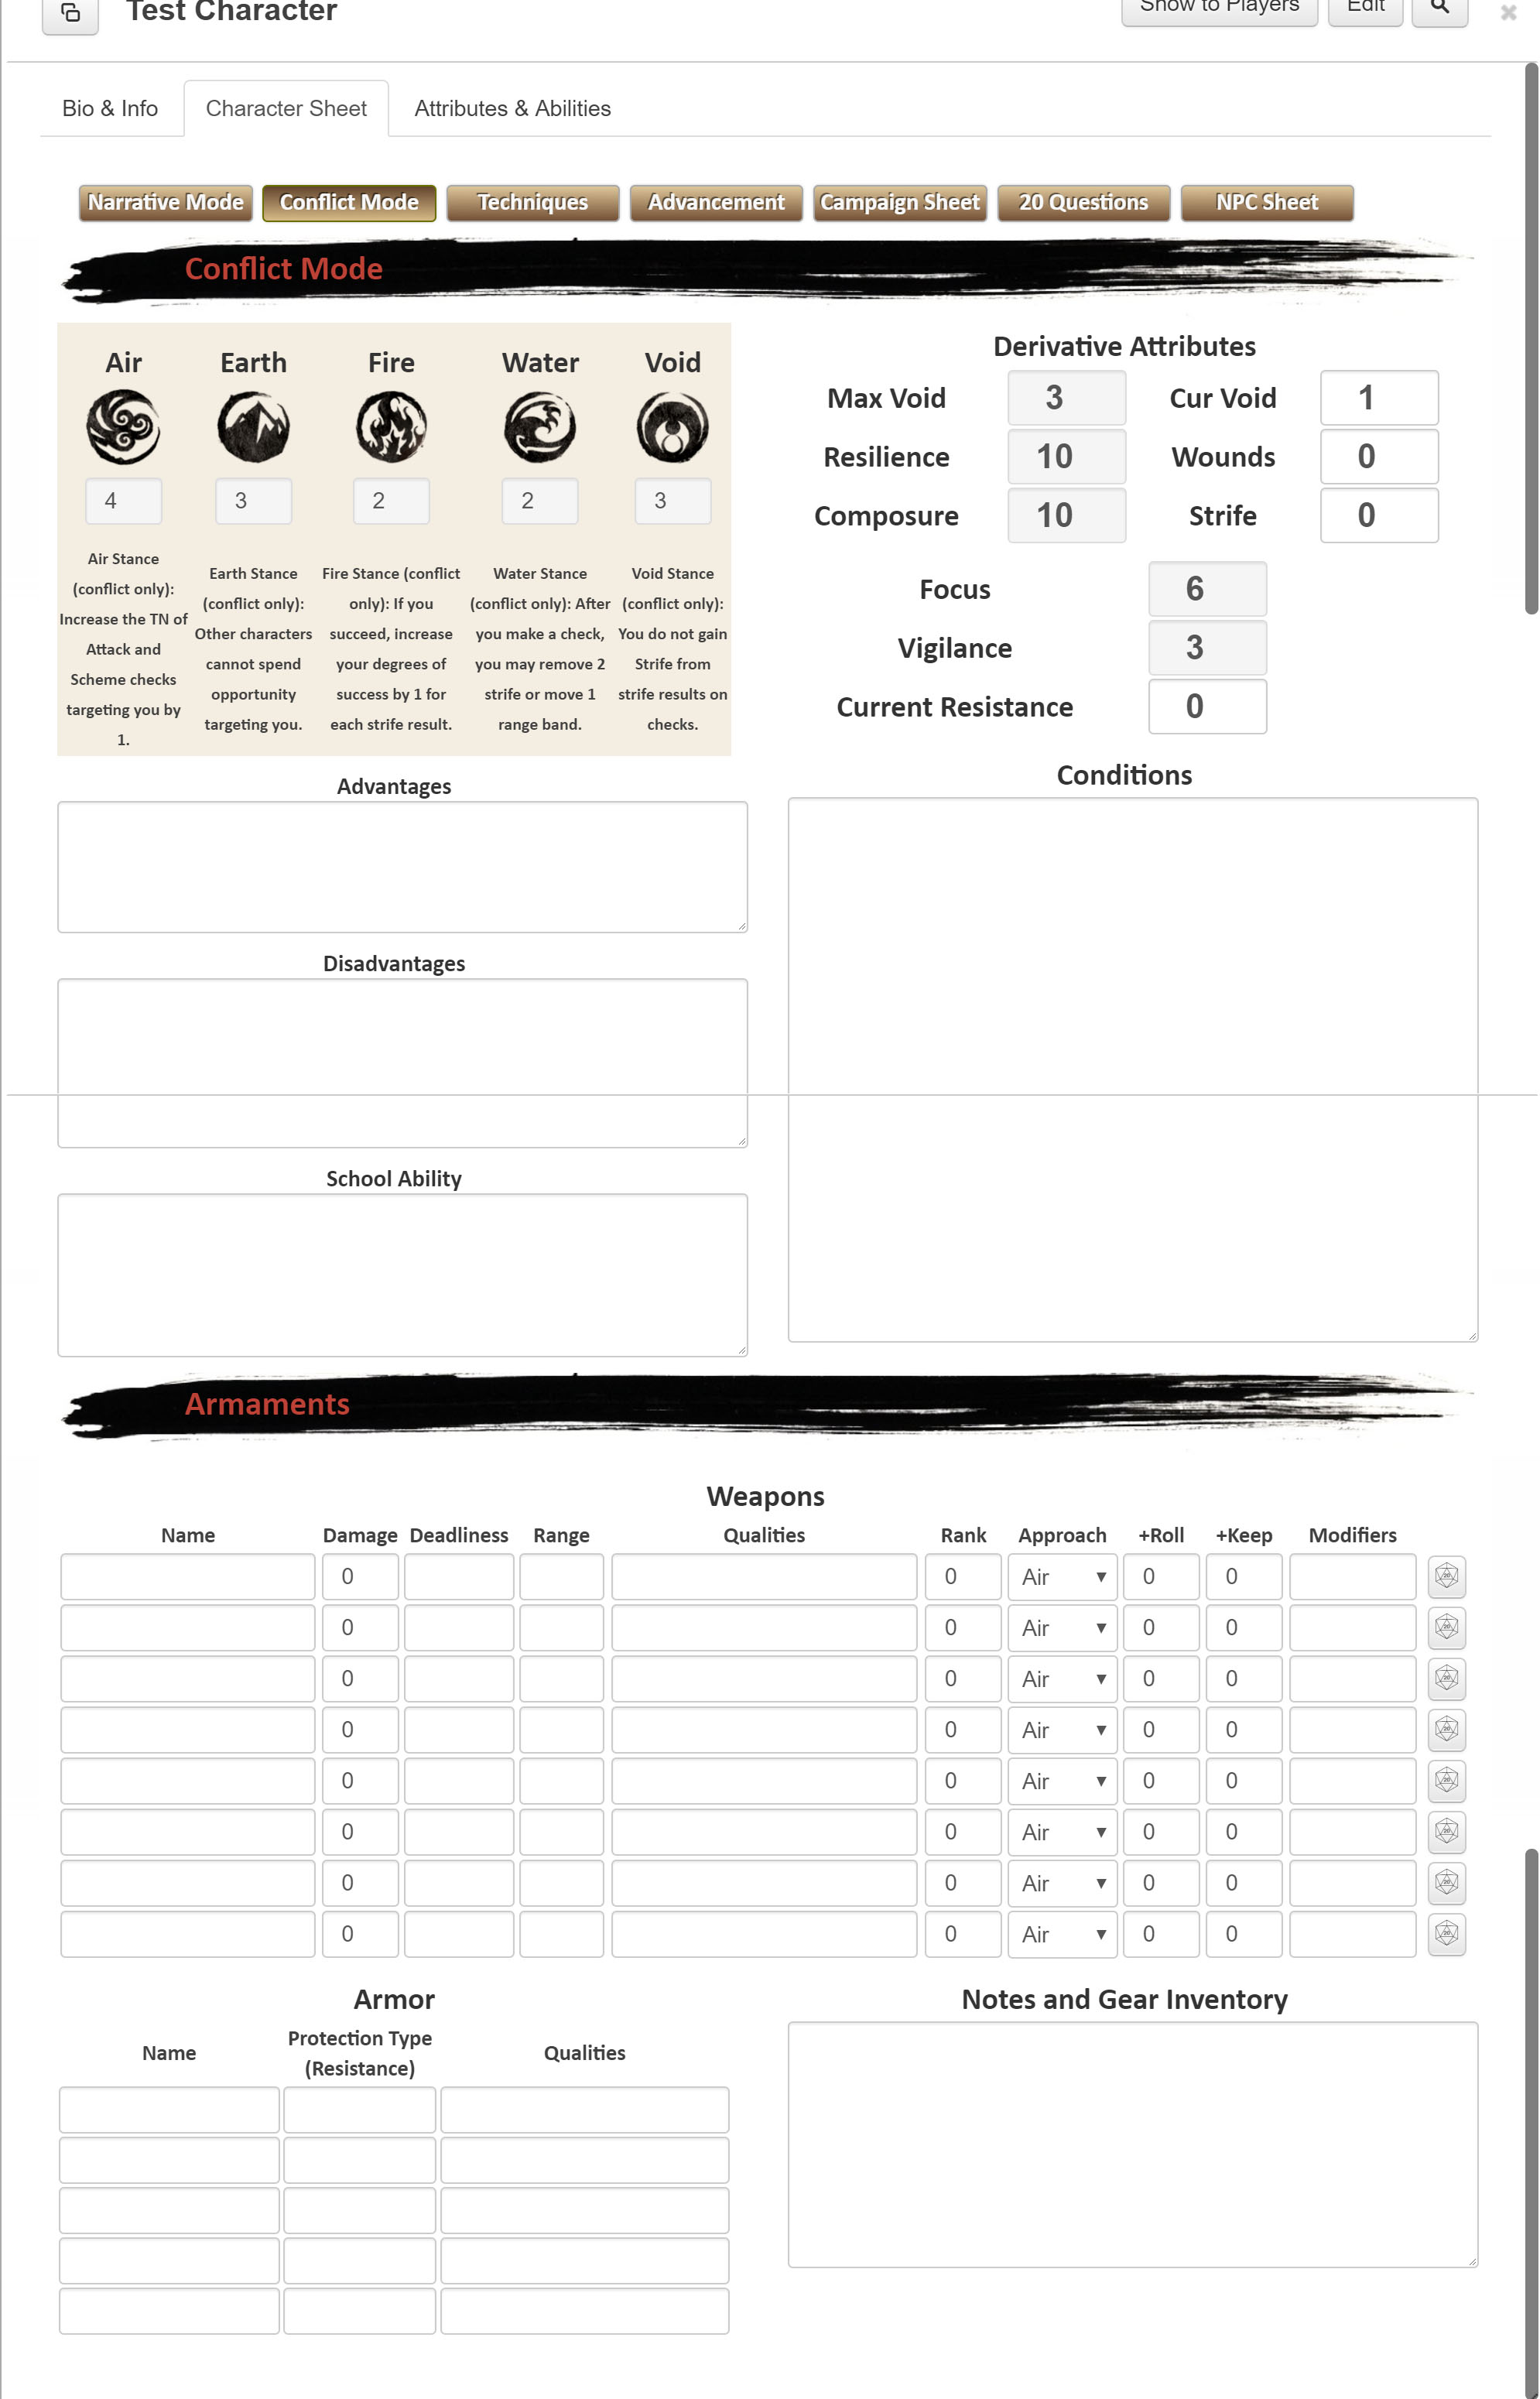 Test Character
Show to Players Edit
Bio & Info Character Sheet Attributes & Abilities
Narrative Mode Conflict Mode Techniques Advancement Campaign Sheet 20 Questions NPC Sheet
Conflict Mode
Air Earth Fire Water Void
4 3 2 2 3
Air Stance
(conflict only):
Increase the TN of
Attack and
Scheme checks
targeting you by
1.
Earth Stance
(conflict only):
Other characters
cannot spend
opportunity
targeting you.
Fire Stance (conflict
only): If you
succeed, increase
your degrees of
success by 1 for
each strife result.
Water Stance
(conflict only): After
you make a check,
you may remove 2
strife or move 1
range band.
Void Stance
(conflict only):
You do not gain
Strife from
strife results on
checks.
Derivative Attributes
Max Void 3 Cur Void 1
Resilience 10 Wounds 0
Composure 10 Strife 0
Focus 6
Vigilance 3
Current Resistance 0
Advantages
Disadvantages
School Ability
Conditions
Armaments
Weapons
Name Damage Deadliness Range Qualities Rank Approach +Roll +Keep Modifiers
0 0 Air 0 0
0 0 Air 0 0
0 0 Air 0 0
0 0 Air 0 0
0 0 Air 0 0
0 0 Air 0 0
0 0 Air 0 0
0 0 Air 0 0
Armor
Name Protection Type
(Resistance) Qualities
Notes and Gear Inventory